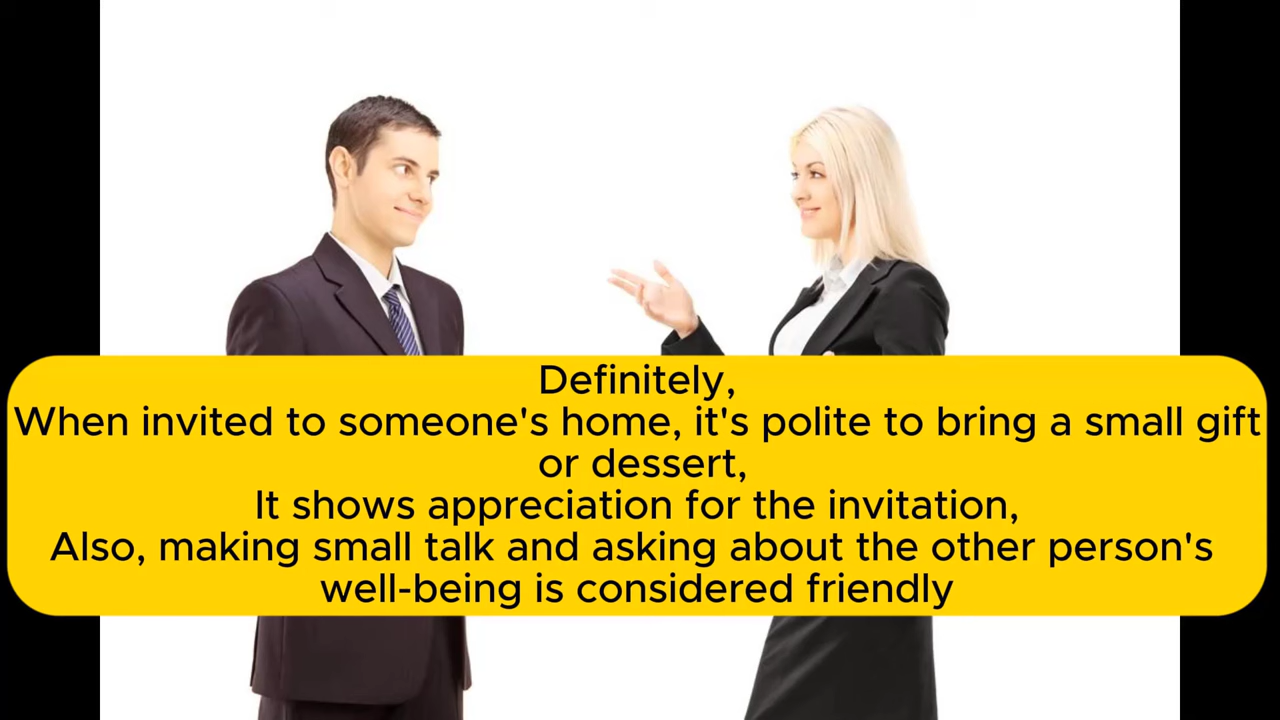 Definitely,
When invited to someone's home, it's polite to bring a small gift
or dessert,
It shows appreciation for the invitation,
Also, making small talk and asking about the other person's
well-being is considered friendly